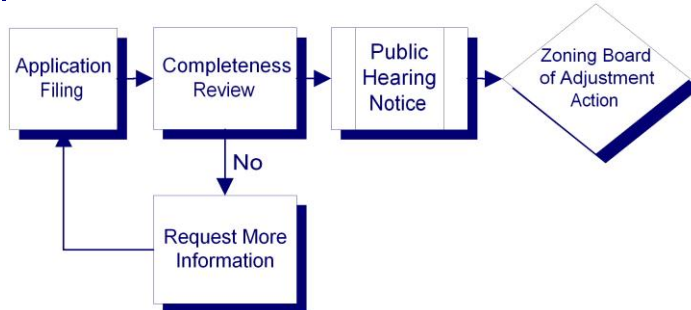 Application
Filing
Completeness
Review
Public
Hearing
Notice
Zoning Board
of Adjustment
Action
No
Request More
Information